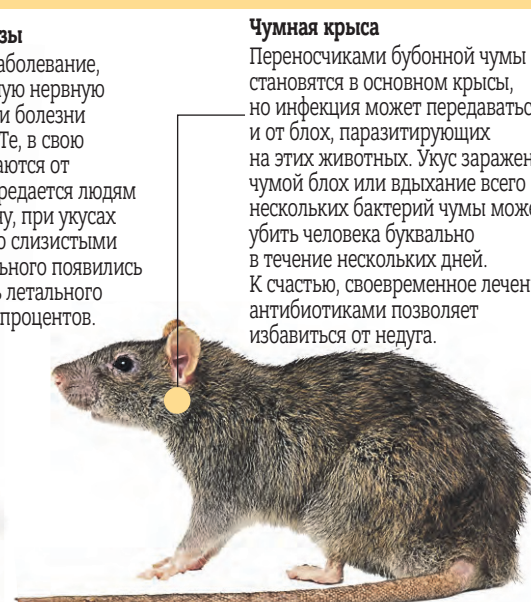 зы
аболевание,
ную нервную
и болезни
Те, в свою
аются от
редается людям
ну, при укусах
о слизистыми
ьного появились
ь летального
процентов.
Чумная крыса
Переносчиками бубонной чумы
становятся в основном крысы,
но инфекция может передаватьс
и от блох, паразитирующих
на этих животных. Укус заражен
чумой блох или вдыхание всего
нескольких бактерий чумы може
убить человека буквально
в течение нескольких дней.
К счастью, своевременное лечен
антибиотиками позволяет
избавиться от недуга.